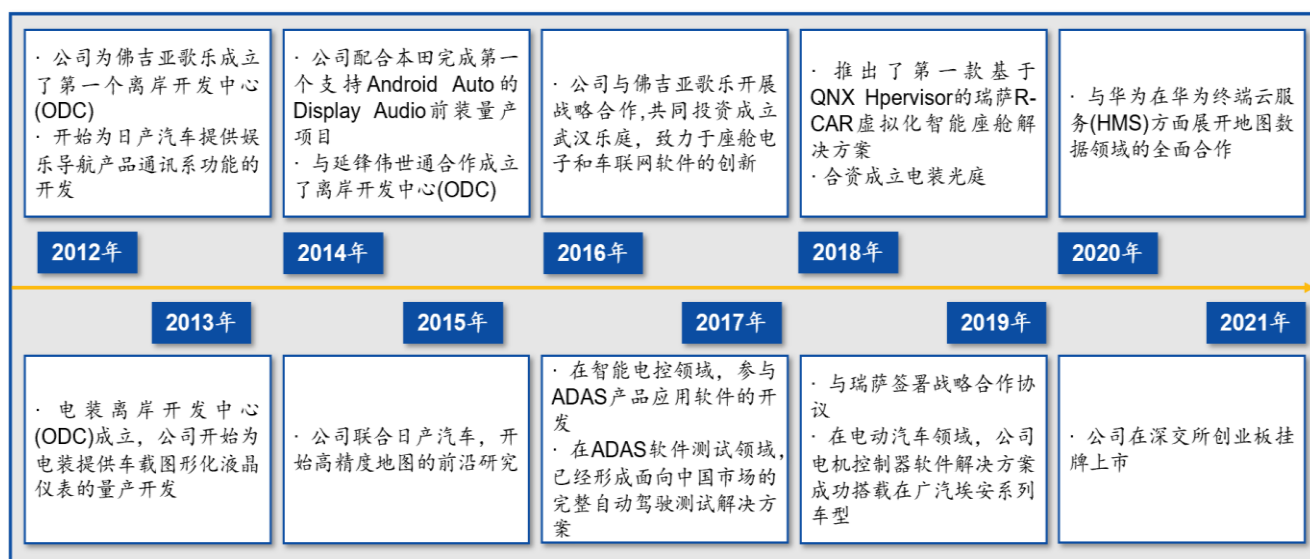 · 公司为佛吉亚歌乐成立
了第一个离岸开发中心
(ODC)
· 开始为日产汽车提供娱
乐导航产品通讯系功能的
开发
· 公司配合本田完成第一
个支持Android Auto的
Display Audio前装量产
项目
· 与延锋伟世通合作成立
了离岸开发中心(ODC)
· 公司与佛吉亚歌乐开展
战略合作,共同投资成立
武汉乐庭，致力于座舱电
子和车联网软件的创新
· 推出了第一款基于
QNX Hpervisor的瑞萨R-
CAR虚拟化智能座舱解
决方案
· 合资成立电装光庭
· 与华为在华为终端云服
务(HMS)方面展开地图数
据领域的全面合作
2012年
2014年
2016年
2018年
2020年
2013年
2015年
2017年
2019年
2021年
· 电装离岸开发中心
(ODC)成立，公司开始为
电装提供车载图形化液晶
仪表的量产开发
· 公司联合日产汽车，开
始高精度地图的前沿研究
· 在智能电控领域，参与
ADAS产品应用软件的开
发
· 在ADAS软件测试领域，
已经形成面向中国市场的
完整自动驾驶测试解决方
案
· 与瑞萨签署战略合作协
议
· 在电动汽车领域，公司
电机控制器软件解决方案
成功搭载在广汽埃安系列
车型
· 公司在深交所创业板挂
牌上市